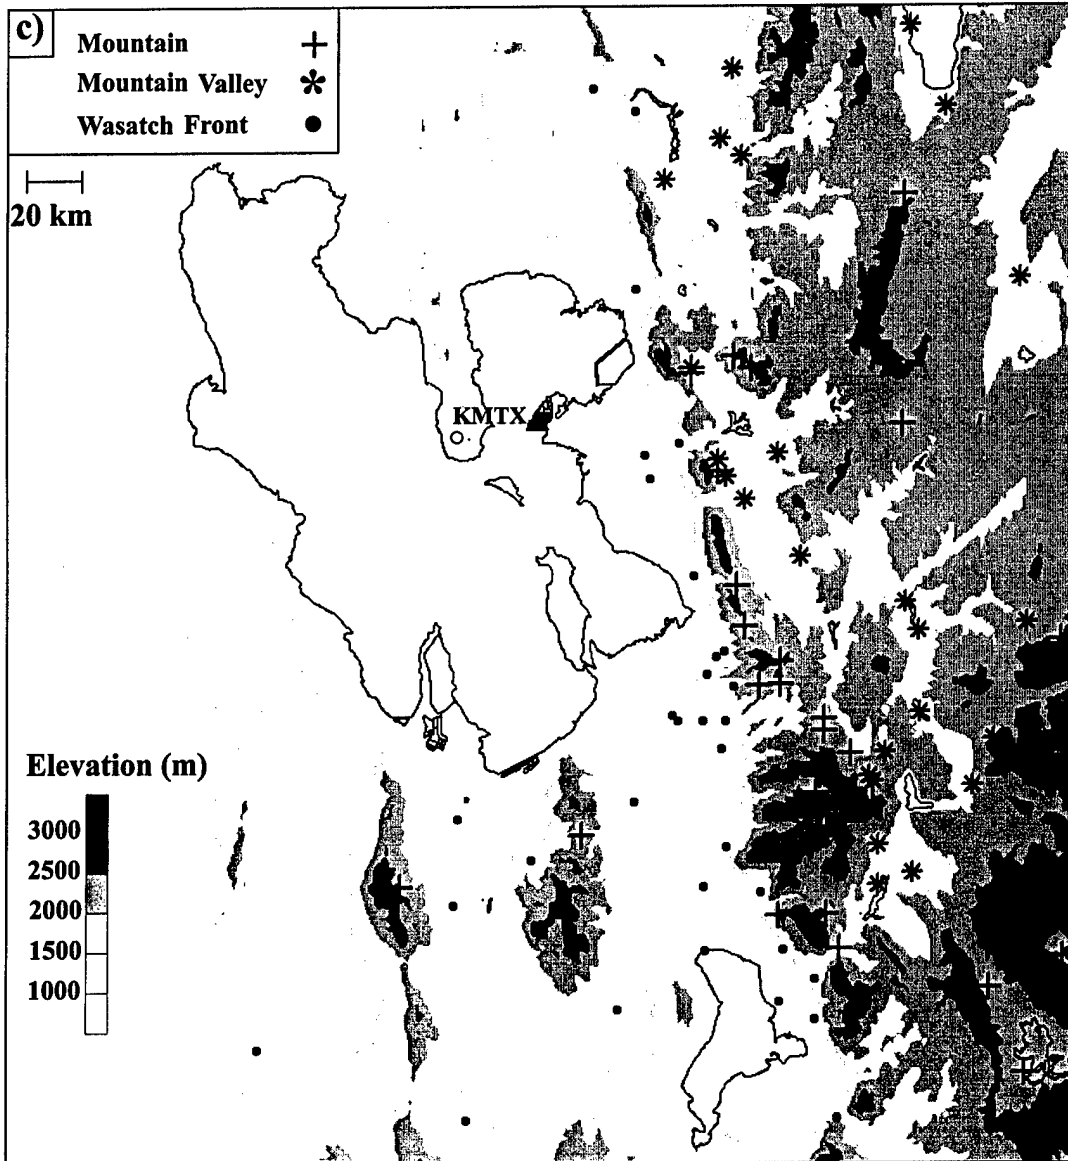 c)
Mountain
Mountain Valley
Wasatch Front
20 km
KMTX
Elevation (m)
3000
2500
2000
1500
1000